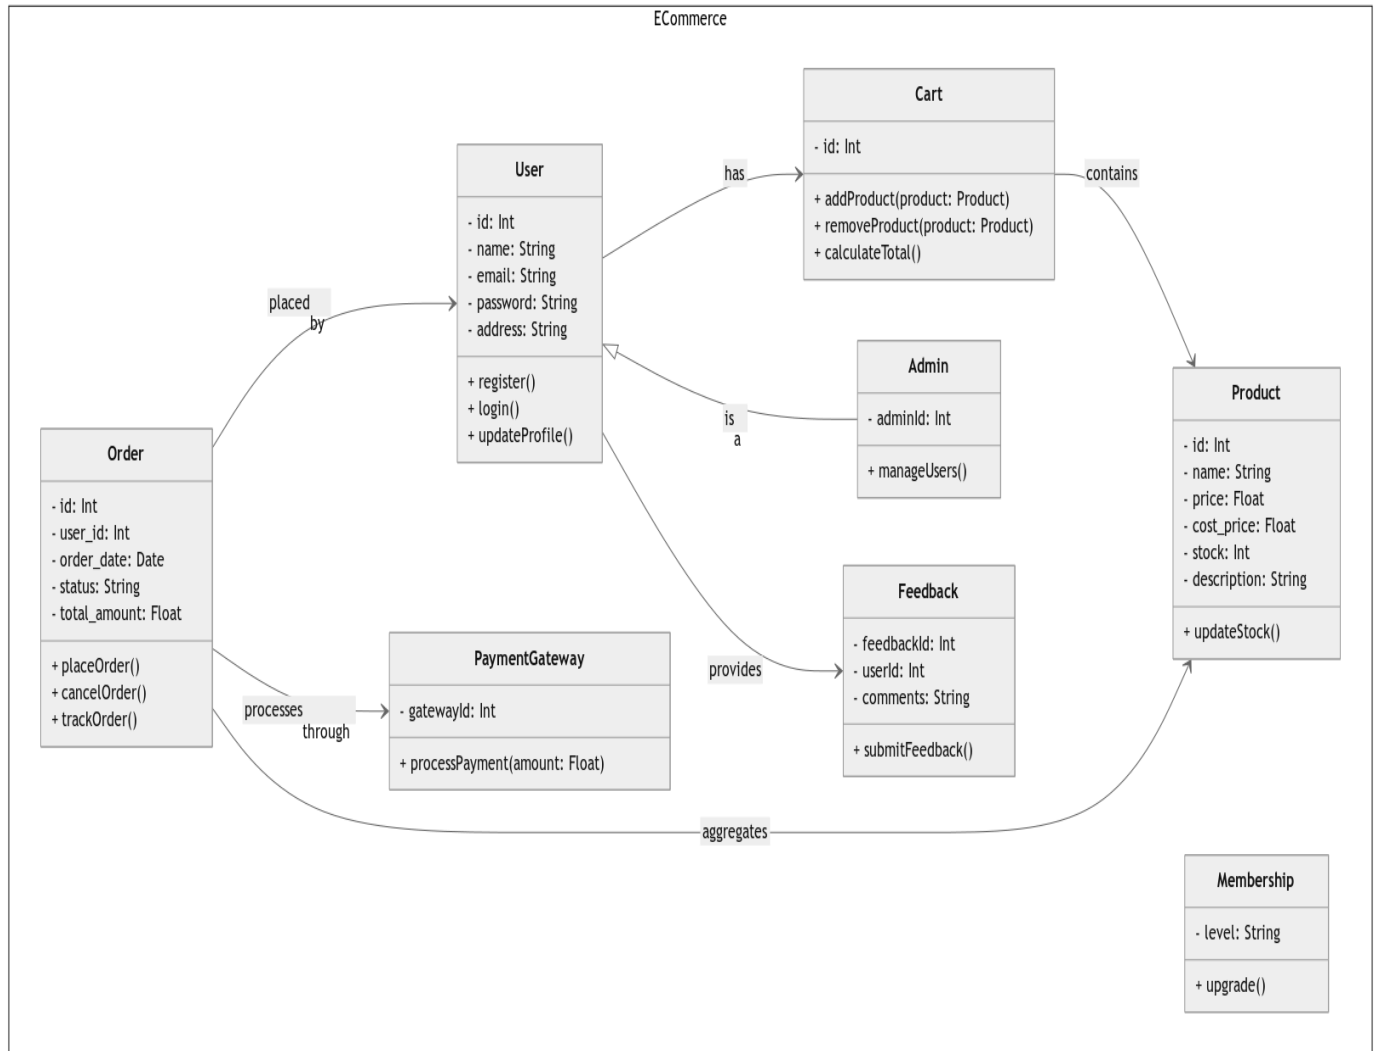 ECommerce
Cart
- id: Int
+ addProduct(product: Product)
+ removeProduct(product: Product)
+ calculateTotal()
User
- id: Int
- name: String
- email: String
- password: String
- address: String
+ register()
+ login()
+ updateProfile()
has
contains
placed
by
is
a
Admin
- adminId: Int
+ manageUsers()
Product
- id: Int
- name: String
- price: Float
- cost_price: Float
- stock: Int
- description: String
+ updateStock()
Order
- id: Int
- user_id: Int
- order_date: Date
- status: String
- total_amount: Float
+ placeOrder()
+ cancelOrder()
+ trackOrder()
Feedback
- feedbackId: Int
- userId: Int
- comments: String
+ submitFeedback()
provides
PaymentGateway
- gatewayId: Int
+ processPayment(amount: Float)
processes
through
aggregates
Membership
- level: String
+ upgrade()